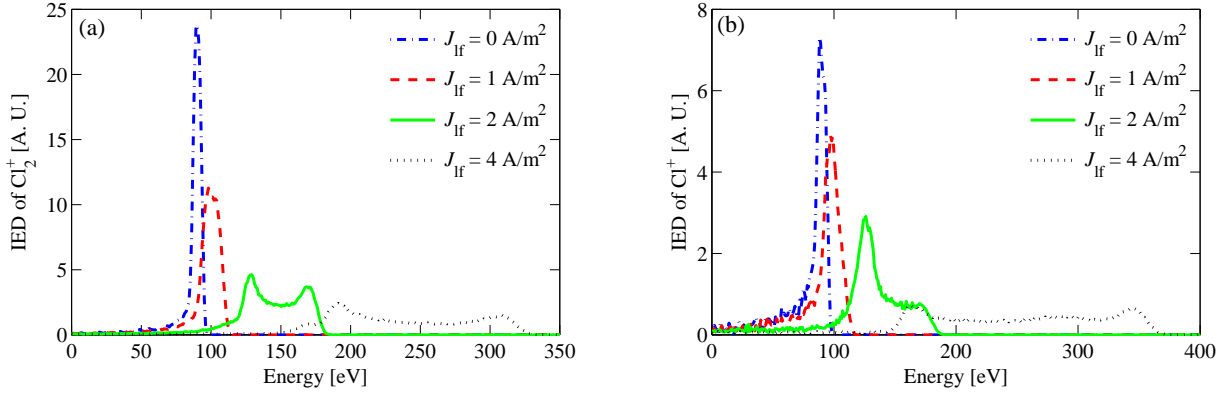 (a)
IED of Cl₂⁺ [A. U.]
25
20
15
10
5
0
0 50 100 150 200 250 300 350
Energy [eV]
J_lf = 0 A/m²
J_lf = 1 A/m²
J_lf = 2 A/m²
J_lf = 4 A/m²
(b)
IED of Cl⁺ [A. U.]
8
6
4
2
0
0 100 200 300 400
Energy [eV]
J_lf = 0 A/m²
J_lf = 1 A/m²
J_lf = 2 A/m²
J_lf = 4 A/m²